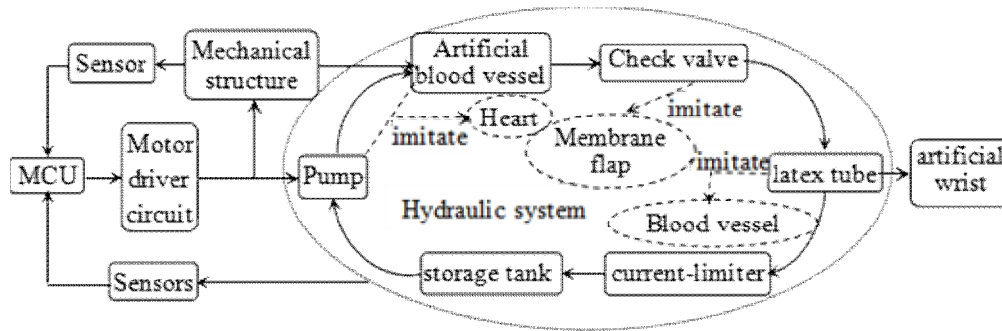 Sensor
Mechanical
structure
Artificial
blood vessel
Check valve
imitate
Heart
imitate
Membrane
flap
imitate
MCU
Motor
driver
circuit
Pump
latex tube
artificial
wrist
Hydraulic system
Blood vessel
Sensors
storage tank
current-limiter